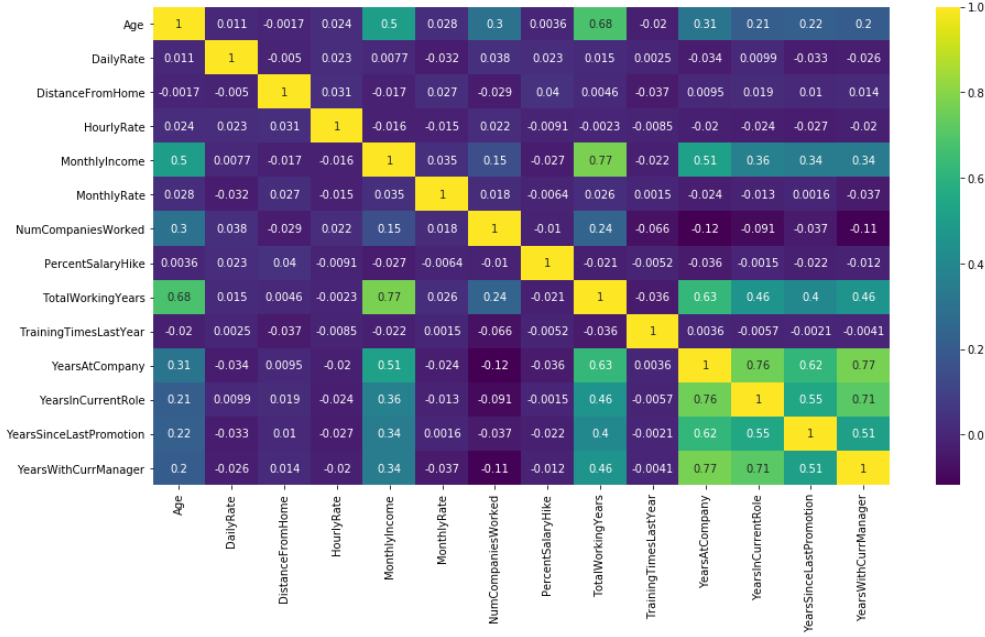 Age 1 0.011 -0.0017 0.024 0.5 0.028 0.3 0.0036 0.68 -0.02 0.31 0.21 0.22 0.2
DailyRate 0.011 1 -0.005 0.023 0.0077 -0.032 0.038 0.023 0.015 0.0025 -0.034 0.0099 -0.033 -0.026
DistanceFromHome -0.0017 -0.005 1 0.031 -0.017 0.027 -0.029 0.04 0.0046 -0.037 0.0095 0.019 0.01 0.014
HourlyRate 0.024 0.023 0.031 1 -0.016 -0.015 0.022 -0.0091 -0.0023 -0.0085 -0.02 -0.024 -0.027 -0.02
MonthlyIncome 0.5 0.0077 -0.017 -0.016 1 0.035 0.15 -0.027 0.77 -0.022 0.51 0.36 0.34 0.34
MonthlyRate 0.028 -0.032 0.027 -0.015 0.035 1 0.018 -0.0064 0.026 0.0015 -0.024 -0.013 0.0016 -0.037
NumCompaniesWorked 0.3 0.038 -0.029 0.022 0.15 0.018 1 -0.01 0.24 -0.066 -0.12 -0.091 -0.037 -0.11
PercentSalaryHike 0.0036 0.023 0.04 -0.0091 -0.027 -0.0064 -0.01 1 -0.021 -0.0052 -0.036 -0.0015 -0.022 -0.012
TotalWorkingYears 0.68 0.015 0.0046 -0.0023 0.77 0.026 0.24 -0.021 1 -0.036 0.63 0.46 0.4 0.46
TrainingTimesLastYear -0.02 0.0025 -0.037 -0.0085 -0.022 0.0015 -0.066 -0.0052 -0.036 1 0.0036 -0.0057 -0.0021 -0.0041
YearsAtCompany 0.31 -0.034 0.0095 -0.02 0.51 -0.024 -0.12 -0.036 0.63 0.0036 1 0.76 0.62 0.77
YearsInCurrentRole 0.21 0.0099 0.019 -0.024 0.36 -0.013 -0.091 -0.0015 0.46 -0.0057 0.76 1 0.55 0.71
YearsSinceLastPromotion 0.22 -0.033 0.01 -0.027 0.34 0.0016 -0.037 -0.022 0.4 -0.0021 0.62 0.55 1 0.51
YearsWithCurrManager 0.2 -0.026 0.014 -0.02 0.34 -0.037 -0.11 -0.012 0.46 -0.0041 0.77 0.71 0.51 1
Age
DailyRate
DistanceFromHome
HourlyRate
MonthlyIncome
MonthlyRate
NumCompaniesWorked
PercentSalaryHike
TotalWorkingYears
TrainingTimesLastYear
YearsAtCompany
YearsInCurrentRole
YearsSinceLastPromotion
YearsWithCurrManager
1.0
0.8
0.6
0.4
0.2
0.0